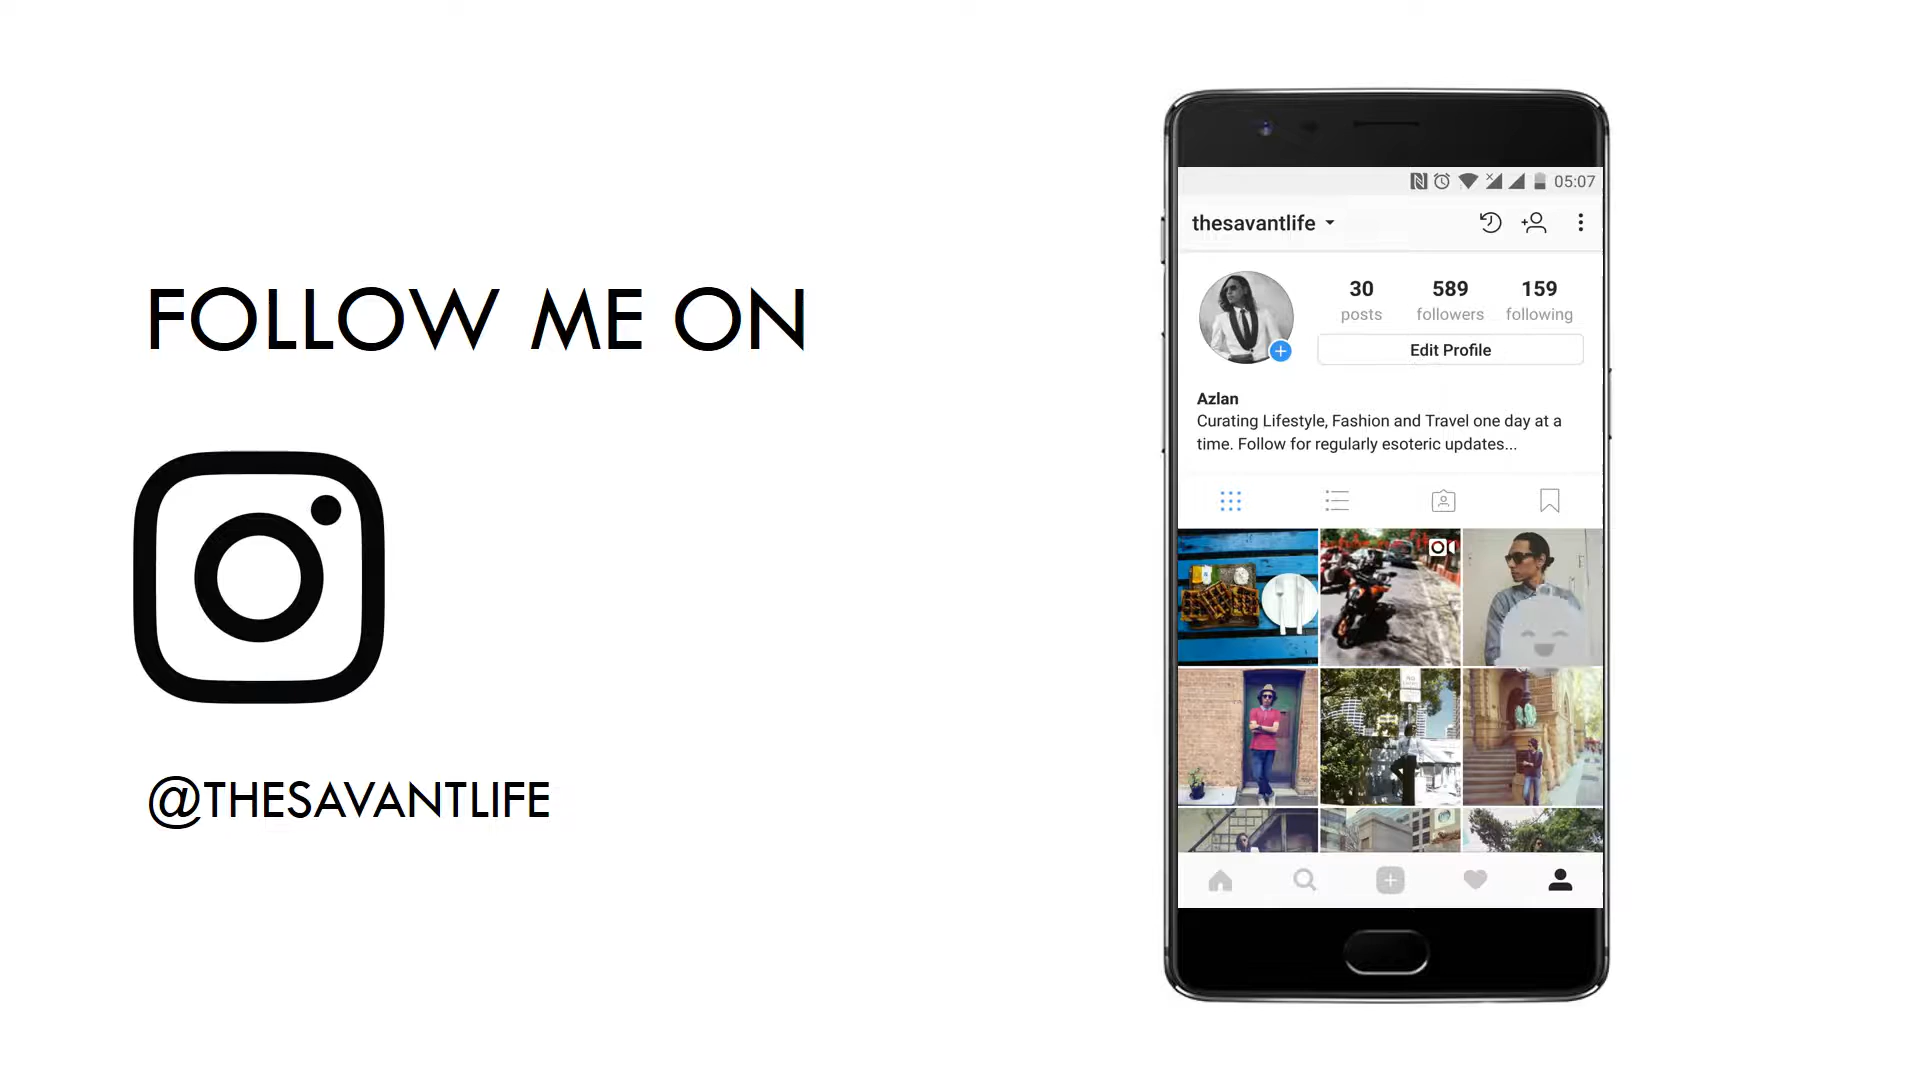 FOLLOW ME ON
@THESAVANTLIFE
05:07
thesavantlife
30 589 159
posts followers following
Edit Profile
Azlan
Curating Lifestyle, Fashion and Travel one day at a
time. Follow for regularly esoteric updates...